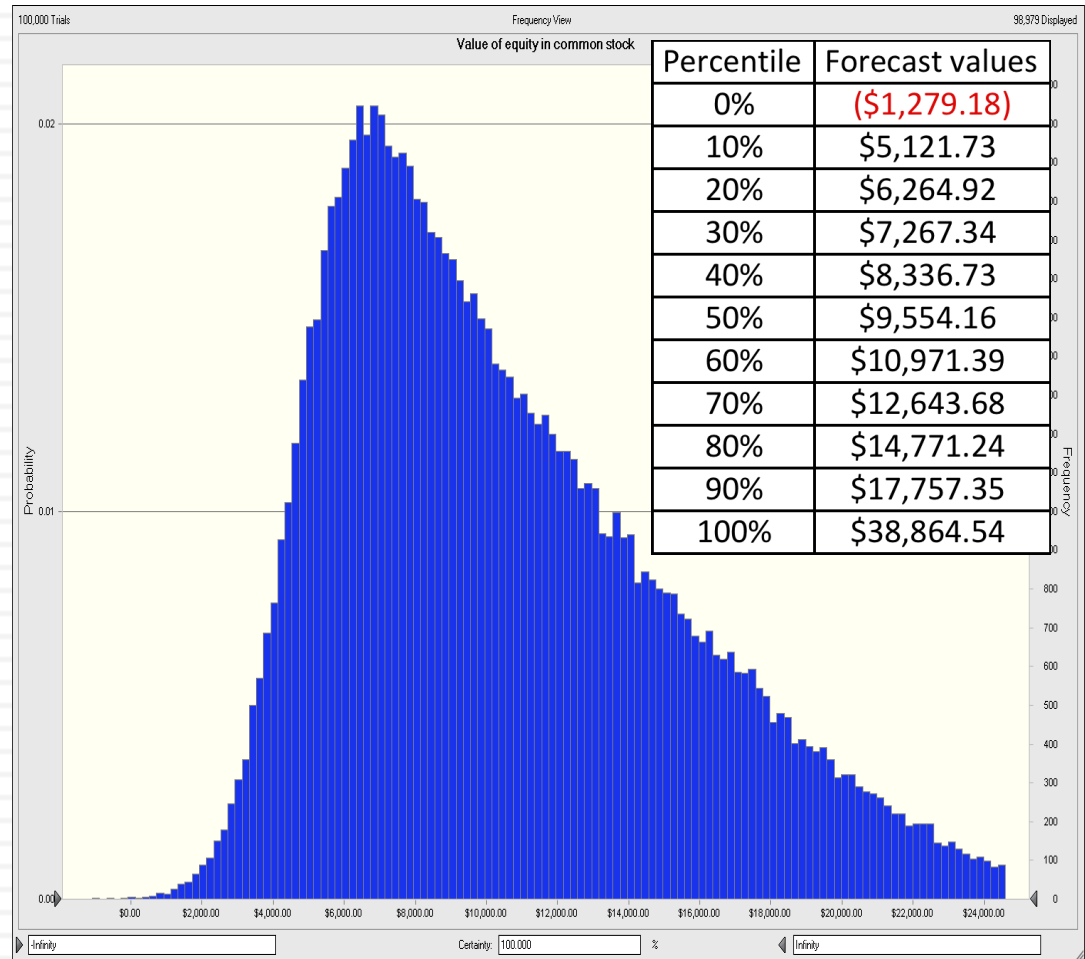 100,000 Trials
Frequency View
98,979 Displayed
Value of equity in common stock
Percentile Forecast values
0% ($1,279.18)
10% $5,121.73
20% $6,264.92
30% $7,267.34
40% $8,336.73
50% $9,554.16
60% $10,971.39
70% $12,643.68
80% $14,771.24
90% $17,757.35
100% $38,864.54
0.02
0.01
0.00
Probability
Frequency
800
700
600
500
400
300
200
100
0
$0.00 $2,000.00 $4,000.00 $6,000.00 $8,000.00 $10,000.00 $12,000.00 $14,000.00 $16,000.00 $18,000.00 $20,000.00 $22,000.00 $24,000.00
-Infinity
Certainty: 100.000 %
Infinity